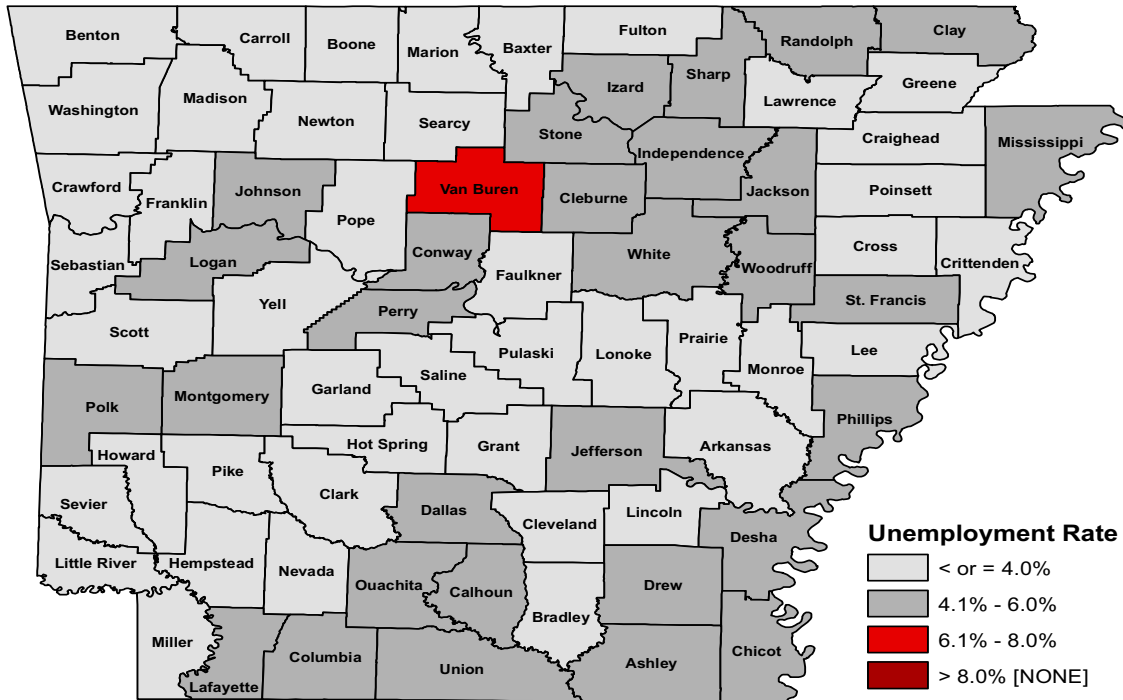 Benton
Carroll
Boone
Marion
Baxter
Fulton
Randolph
Clay
Washington
Madison
Newton
Searcy
Stone
Izard
Sharp
Lawrence
Greene
Craighead
Mississippi
Crawford
Franklin
Johnson
Pope
Van Buren
Cleburne
Independence
Jackson
Poinsett
Sebastian
Logan
Conway
Faulkner
White
Woodruff
Cross
Crittenden
Scott
Yell
Perry
Pulaski
Lonoke
Prairie
Monroe
St. Francis
Lee
Polk
Montgomery
Garland
Saline
Phillips
Howard
Pike
Hot Spring
Grant
Jefferson
Arkansas
Sevier
Clark
Dallas
Cleveland
Lincoln
Desha
Little River
Hempstead
Nevada
Ouachita
Calhoun
Bradley
Drew
Miller
Lafayette
Columbia
Union
Ashley
Chicot
Unemployment Rate
< or = 4.0%
4.1% - 6.0%
6.1% - 8.0%
> 8.0% [NONE]